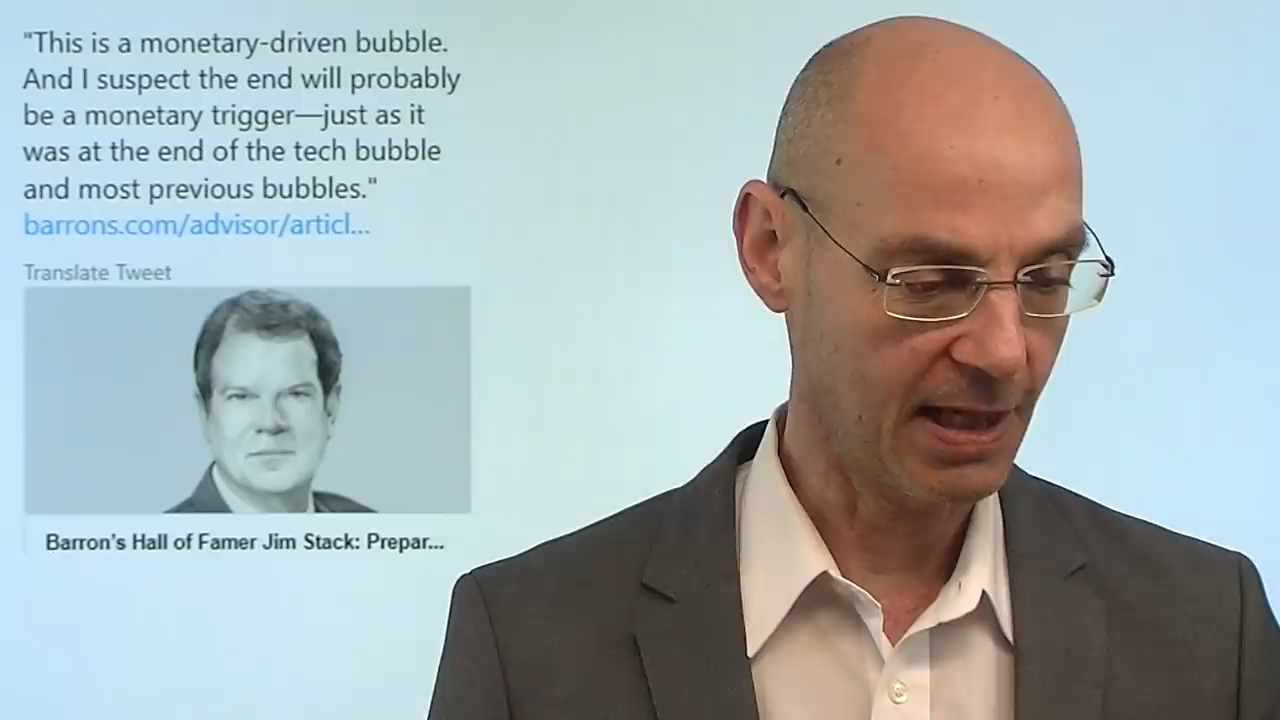 "This is a monetary-driven bubble.
And I suspect the end will probably
be a monetary trigger—just as it
was at the end of the tech bubble
and most previous bubbles."
barrons.com/advisor/articl...
Translate Tweet
Barron's Hall of Famer Jim Stack: Prepar...